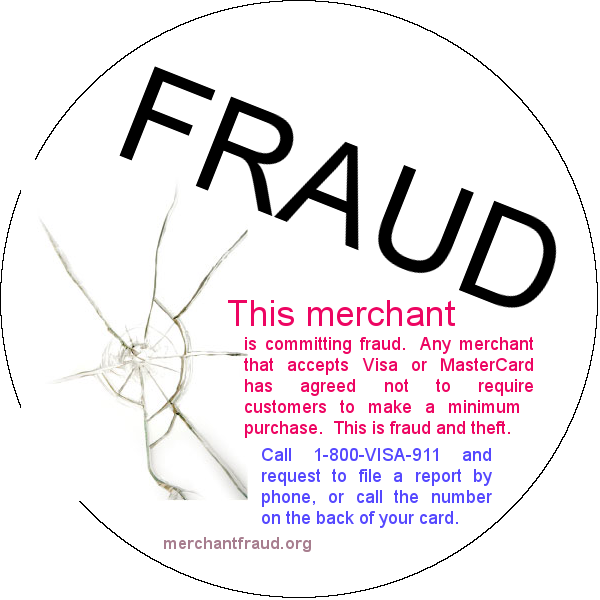 FRAUD
This merchant
is committing fraud. Any merchant
that accepts Visa or MasterCard
has agreed not to require
customers to make a minimum
purchase. This is fraud and theft.
Call 1-800-VISA-911 and
request to file a report by
phone, or call the number
on the back of your card.
merchantfraud.org